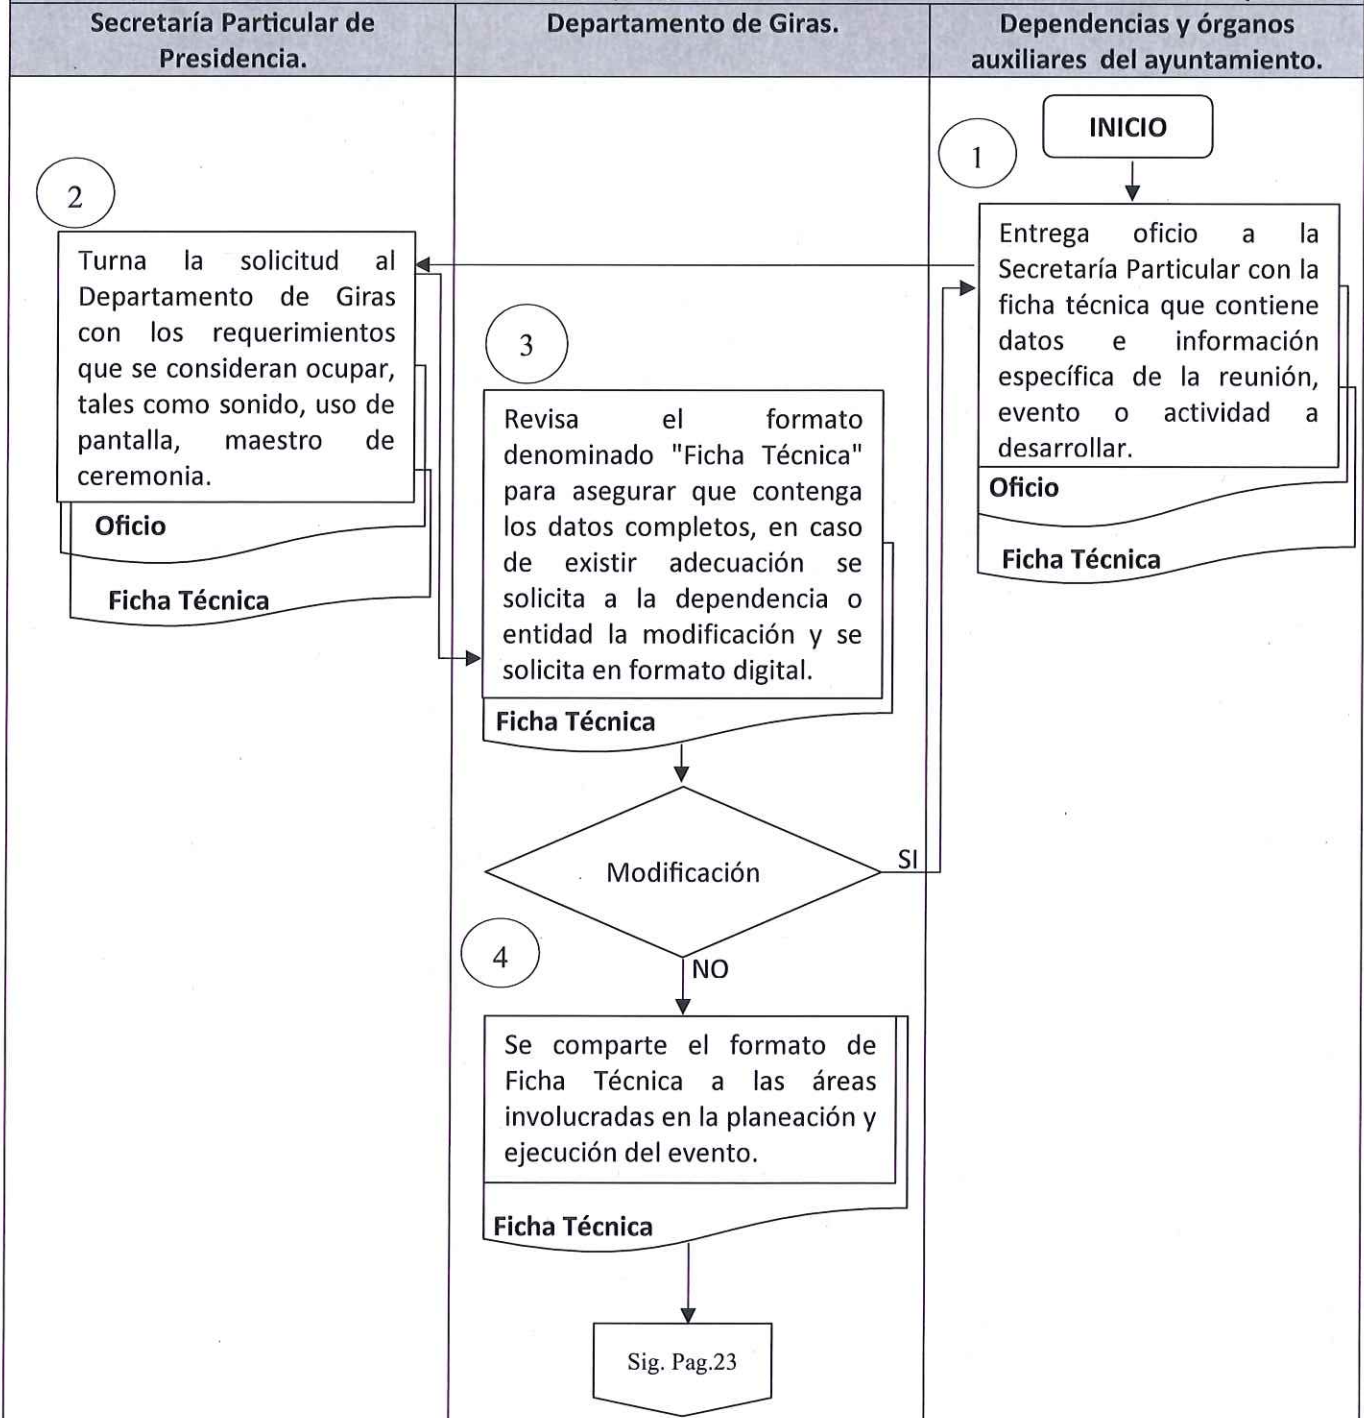 Secretaría Particular de
Presidencia.
Departamento de Giras.
Dependencias y órganos
auxiliares del ayuntamiento.
INICIO
1
Entrega oficio a la
Secretaría Particular con la
ficha técnica que contiene
datos e información
específica de la reunión,
evento o actividad a
desarrollar.
Oficio
Ficha Técnica
2
Turna la solicitud al
Departamento de Giras
con los requerimientos
que se consideran ocupar,
tales como sonido, uso de
pantalla, maestro de
ceremonia.
Oficio
Ficha Técnica
3
Revisa el formato
denominado "Ficha Técnica"
para asegurar que contenga
los datos completos, en caso
de existir adecuación se
solicita a la dependencia o
entidad la modificación y se
solicita en formato digital.
Ficha Técnica
Modificación
SI
NO
4
Se comparte el formato de
Ficha Técnica a las áreas
involucradas en la planeación y
ejecución del evento.
Ficha Técnica
Sig. Pag.23